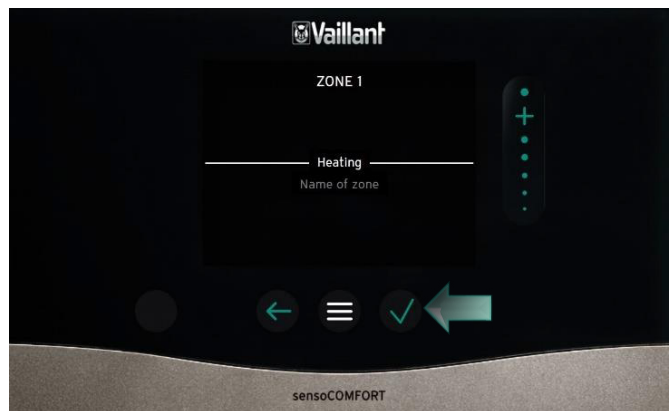 Vaillant
ZONE 1
Heating
Name of zone
sensoCOMFORT